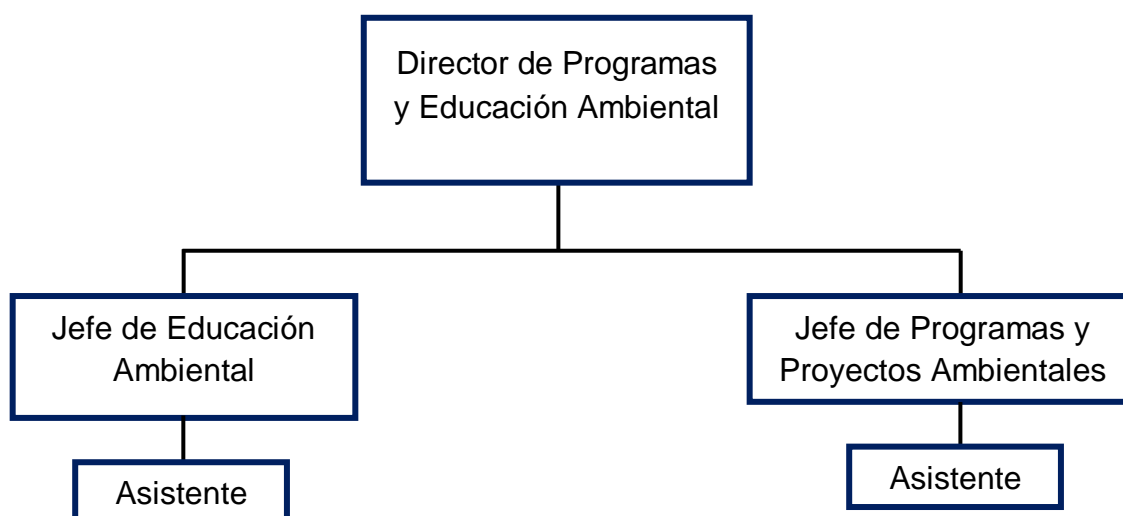 Director de Programas
y Educación Ambiental
Jefe de Educación
Ambiental
Jefe de Programas y
Proyectos Ambientales
Asistente
Asistente